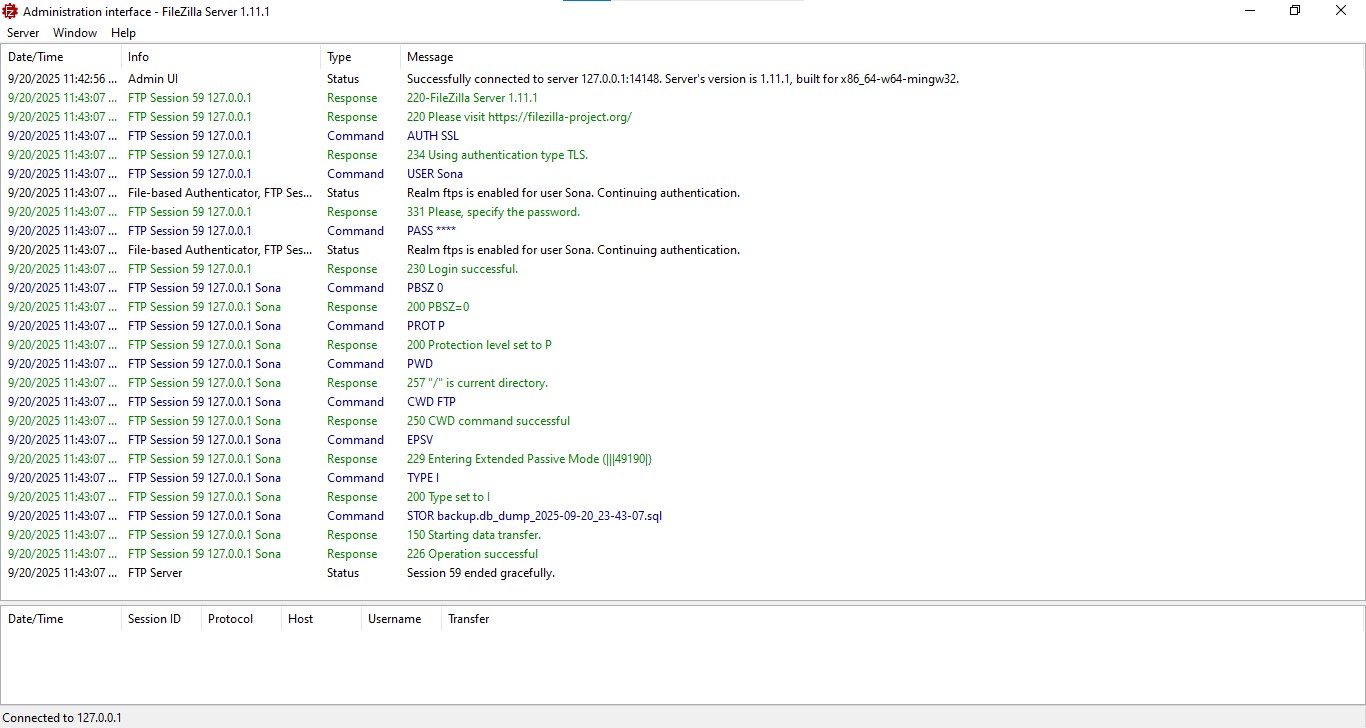 Administration interface - FileZilla Server 1.11.1
Server Window Help
Date/Time Info Type Message
9/20/2025 11:42:56 ... Admin UI Status Successfully connected to server 127.0.0.1:14148. Server's version is 1.11.1, built for x86_64-w64-mingw32.
9/20/2025 11:43:07 ... FTP Session 59 127.0.0.1 Response 220-FileZilla Server 1.11.1
9/20/2025 11:43:07 ... FTP Session 59 127.0.0.1 Response 220 Please visit https://filezilla-project.org/
9/20/2025 11:43:07 ... FTP Session 59 127.0.0.1 Command AUTH SSL
9/20/2025 11:43:07 ... FTP Session 59 127.0.0.1 Response 234 Using authentication type TLS.
9/20/2025 11:43:07 ... FTP Session 59 127.0.0.1 Command USER Sona
9/20/2025 11:43:07 ... File-based Authenticator, FTP Ses... Status Realm ftps is enabled for user Sona. Continuing authentication.
9/20/2025 11:43:07 ... FTP Session 59 127.0.0.1 Response 331 Please, specify the password.
9/20/2025 11:43:07 ... FTP Session 59 127.0.0.1 Command PASS ****
9/20/2025 11:43:07 ... File-based Authenticator, FTP Ses... Status Realm ftps is enabled for user Sona. Continuing authentication.
9/20/2025 11:43:07 ... FTP Session 59 127.0.0.1 Response 230 Login successful.
9/20/2025 11:43:07 ... FTP Session 59 127.0.0.1 Sona Command PBSZ 0
9/20/2025 11:43:07 ... FTP Session 59 127.0.0.1 Sona Response 200 PBSZ=0
9/20/2025 11:43:07 ... FTP Session 59 127.0.0.1 Sona Command PROT P
9/20/2025 11:43:07 ... FTP Session 59 127.0.0.1 Sona Response 200 Protection level set to P
9/20/2025 11:43:07 ... FTP Session 59 127.0.0.1 Sona Command PWD
9/20/2025 11:43:07 ... FTP Session 59 127.0.0.1 Sona Response 257 "/" is current directory.
9/20/2025 11:43:07 ... FTP Session 59 127.0.0.1 Sona Command CWD FTP
9/20/2025 11:43:07 ... FTP Session 59 127.0.0.1 Sona Response 250 CWD command successful
9/20/2025 11:43:07 ... FTP Session 59 127.0.0.1 Sona Command EPSV
9/20/2025 11:43:07 ... FTP Session 59 127.0.0.1 Sona Response 229 Entering Extended Passive Mode (|||49190|)
9/20/2025 11:43:07 ... FTP Session 59 127.0.0.1 Sona Command TYPE I
9/20/2025 11:43:07 ... FTP Session 59 127.0.0.1 Sona Response 200 Type set to I
9/20/2025 11:43:07 ... FTP Session 59 127.0.0.1 Sona Command STOR backup.db_dump_2025-09-20_23-43-07.sql
9/20/2025 11:43:07 ... FTP Session 59 127.0.0.1 Sona Response 150 Starting data transfer.
9/20/2025 11:43:07 ... FTP Session 59 127.0.0.1 Sona Response 226 Operation successful
9/20/2025 11:43:07 ... FTP Server Status Session 59 ended gracefully.
Date/Time Session ID Protocol Host Username Transfer
Connected to 127.0.0.1